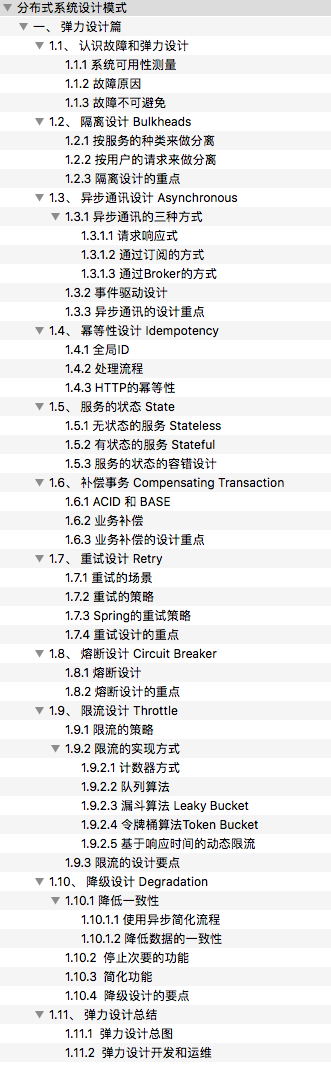 分布式系统设计模式
一、 弹力设计篇
1.1、 认识故障和弹力设计
1.1.1 系统可用性测量
1.1.2 故障原因
1.1.3 故障不可避免
1.2、 隔离设计 Bulkheads
1.2.1 按服务的种类来做分离
1.2.2 按用户的请求来做分离
1.2.3 隔离设计的重点
1.3、 异步通讯设计 Asynchronous
1.3.1 异步通讯的三种方式
1.3.1.1 请求响应式
1.3.1.2 通过订阅的方式
1.3.1.3 通过Broker的方式
1.3.2 事件驱动设计
1.3.3 异步通讯的设计重点
1.4、 幂等性设计 Idempotency
1.4.1 全局ID
1.4.2 处理流程
1.4.3 HTTP的幂等性
1.5、 服务的状态 State
1.5.1 无状态的服务 Stateless
1.5.2 有状态的服务 Stateful
1.5.3 服务的状态的容错设计
1.6、 补偿事务 Compensating Transaction
1.6.1 ACID 和 BASE
1.6.2 业务补偿
1.6.3 业务补偿的设计重点
1.7、 重试设计 Retry
1.7.1 重试的场景
1.7.2 重试的策略
1.7.3 Spring的重试策略
1.7.4 重试设计的重点
1.8、 熔断设计 Circuit Breaker
1.8.1 熔断设计
1.8.2 熔断设计的重点
1.9、 限流设计 Throttle
1.9.1 限流的策略
1.9.2 限流的实现方式
1.9.2.1 计数器方式
1.9.2.2 队列算法
1.9.2.3 漏斗算法 Leaky Bucket
1.9.2.4 令牌桶算法Token Bucket
1.9.2.5 基于响应时间的动态限流
1.9.3 限流的设计要点
1.10、 降级设计 Degradation
1.10.1 降低一致性
1.10.1.1 使用异步简化流程
1.10.1.2 降低数据的一致性
1.10.2 停止次要的功能
1.10.3 简化功能
1.10.4 降级设计的要点
1.11、 弹力设计总结
1.11.1 弹力设计总图
1.11.2 弹力设计开发和运维